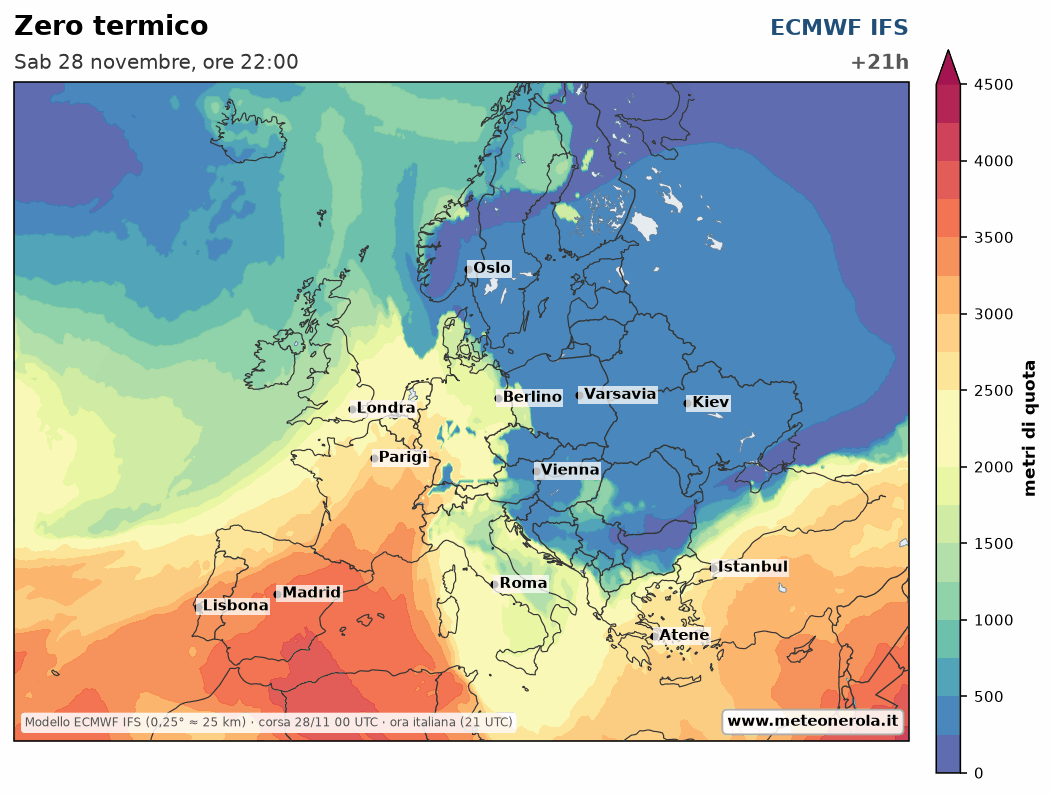 Zero termico
ECMWF IFS
Sab 28 novembre, ore 22:00
+21h
4500
4000
3500
3000
2500
2000
1500
1000
500
0
metri di quota
Oslo
Berlino
Varsavia
Kiev
Londra
Parigi
Vienna
Istanbul
Roma
Madrid
Lisbona
Atene
Modello ECMWF IFS (0,25° ≈ 25 km) · corsa 28/11 00 UTC · ora italiana (21 UTC)
www.meteonerola.it